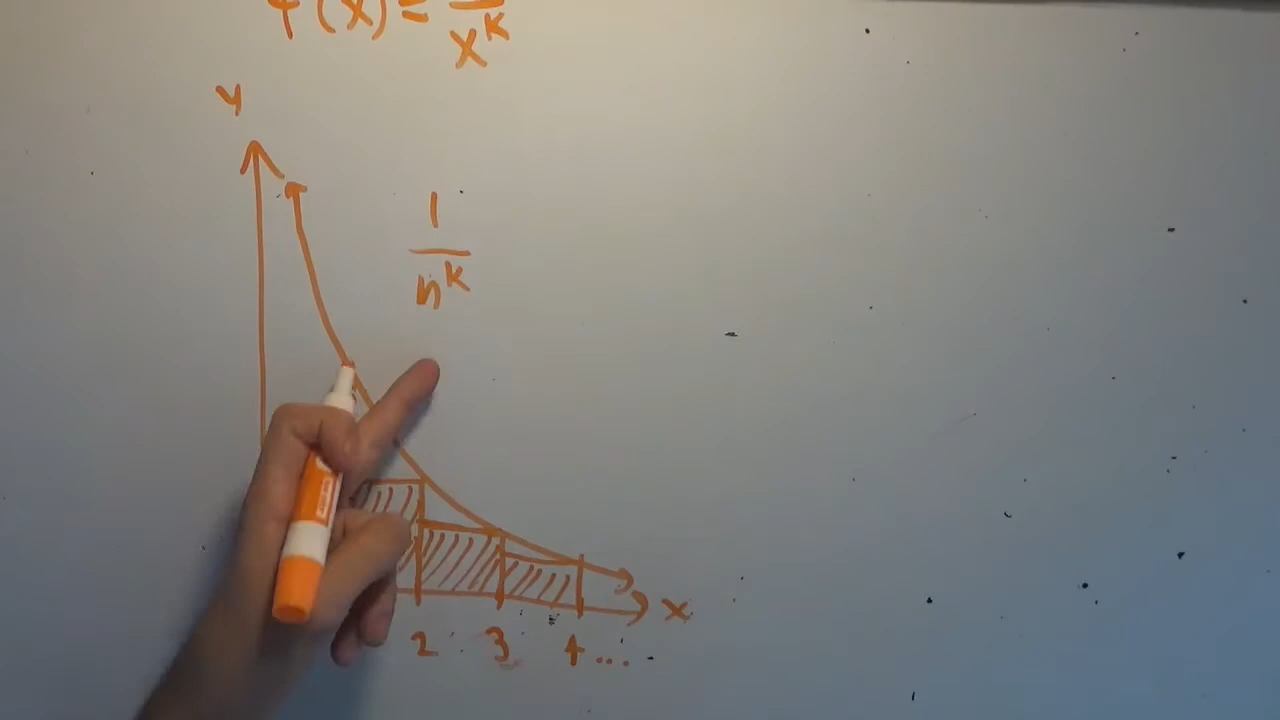 f(x) = 1/x^k
y
1/n^k
x
2 3 4 ...